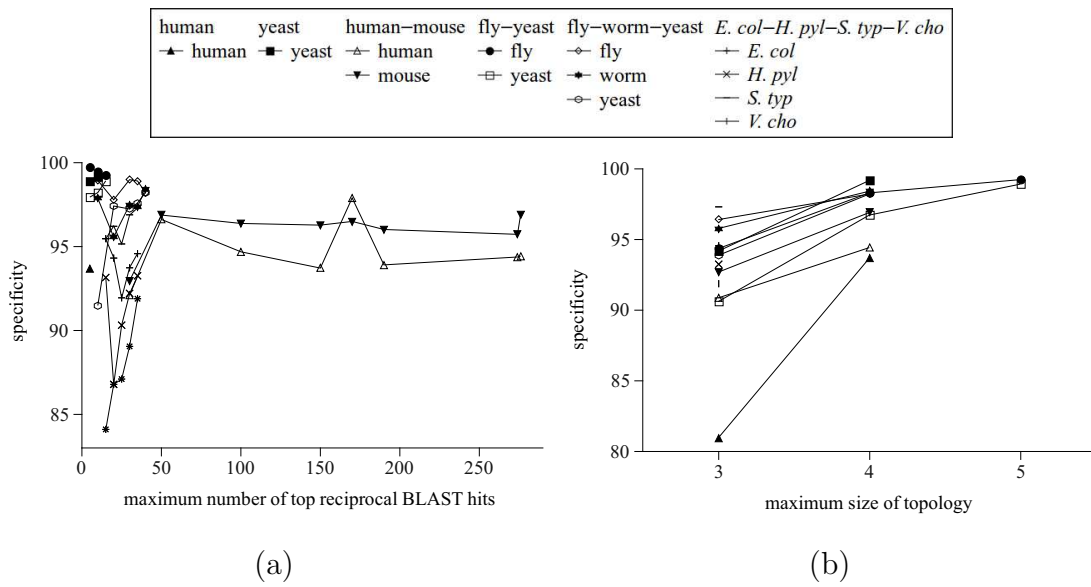 human yeast human−mouse fly−yeast fly−worm−yeast E. col−H. pyl−S. typ−V. cho
human yeast human fly fly E. col
mouse yeast worm H. pyl
yeast S. typ
V. cho
100
95
90
85
specificity
0 50 100 150 200 250
maximum number of top reciprocal BLAST hits
(a)
100
95
90
85
80
specificity
3 4 5
maximum size of topology
(b)